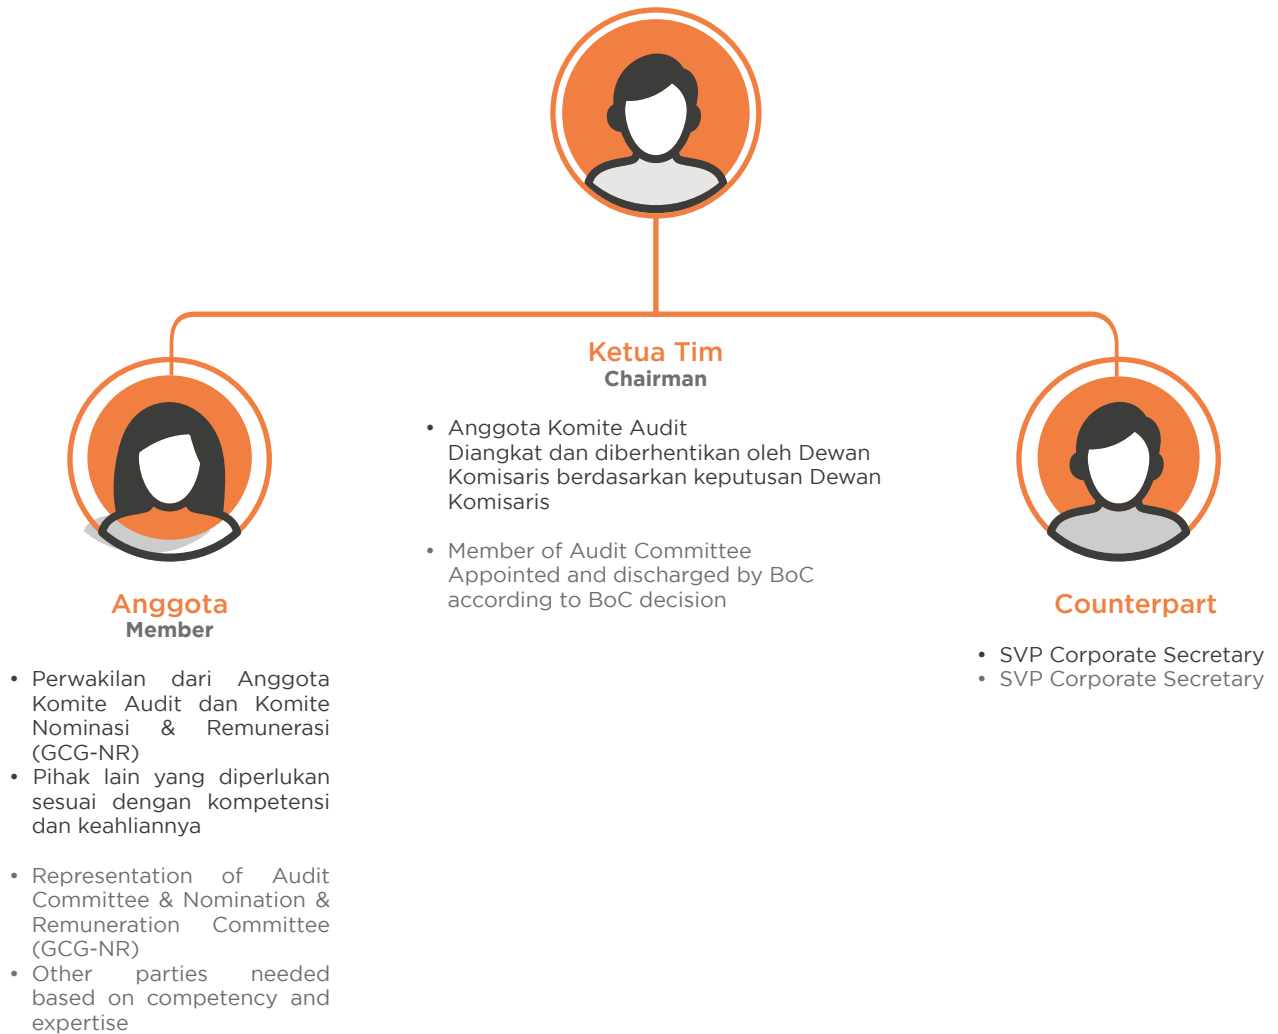 Ketua Tim
Chairman
• Anggota Komite Audit
Diangkat dan diberhentikan oleh Dewan
Komisaris berdasarkan keputusan Dewan
Komisaris
• Member of Audit Committee
Appointed and discharged by BoC
according to BoC decision
Anggota
Member
• Perwakilan dari Anggota
Komite Audit dan Komite
Nominasi & Remunerasi
(GCG-NR)
• Pihak lain yang diperlukan
sesuai dengan kompetensi
dan keahliannya
• Representation of Audit
Committee & Nomination &
Remuneration Committee
(GCG-NR)
• Other parties needed
based on competency and
expertise
Counterpart
• SVP Corporate Secretary
• SVP Corporate Secretary